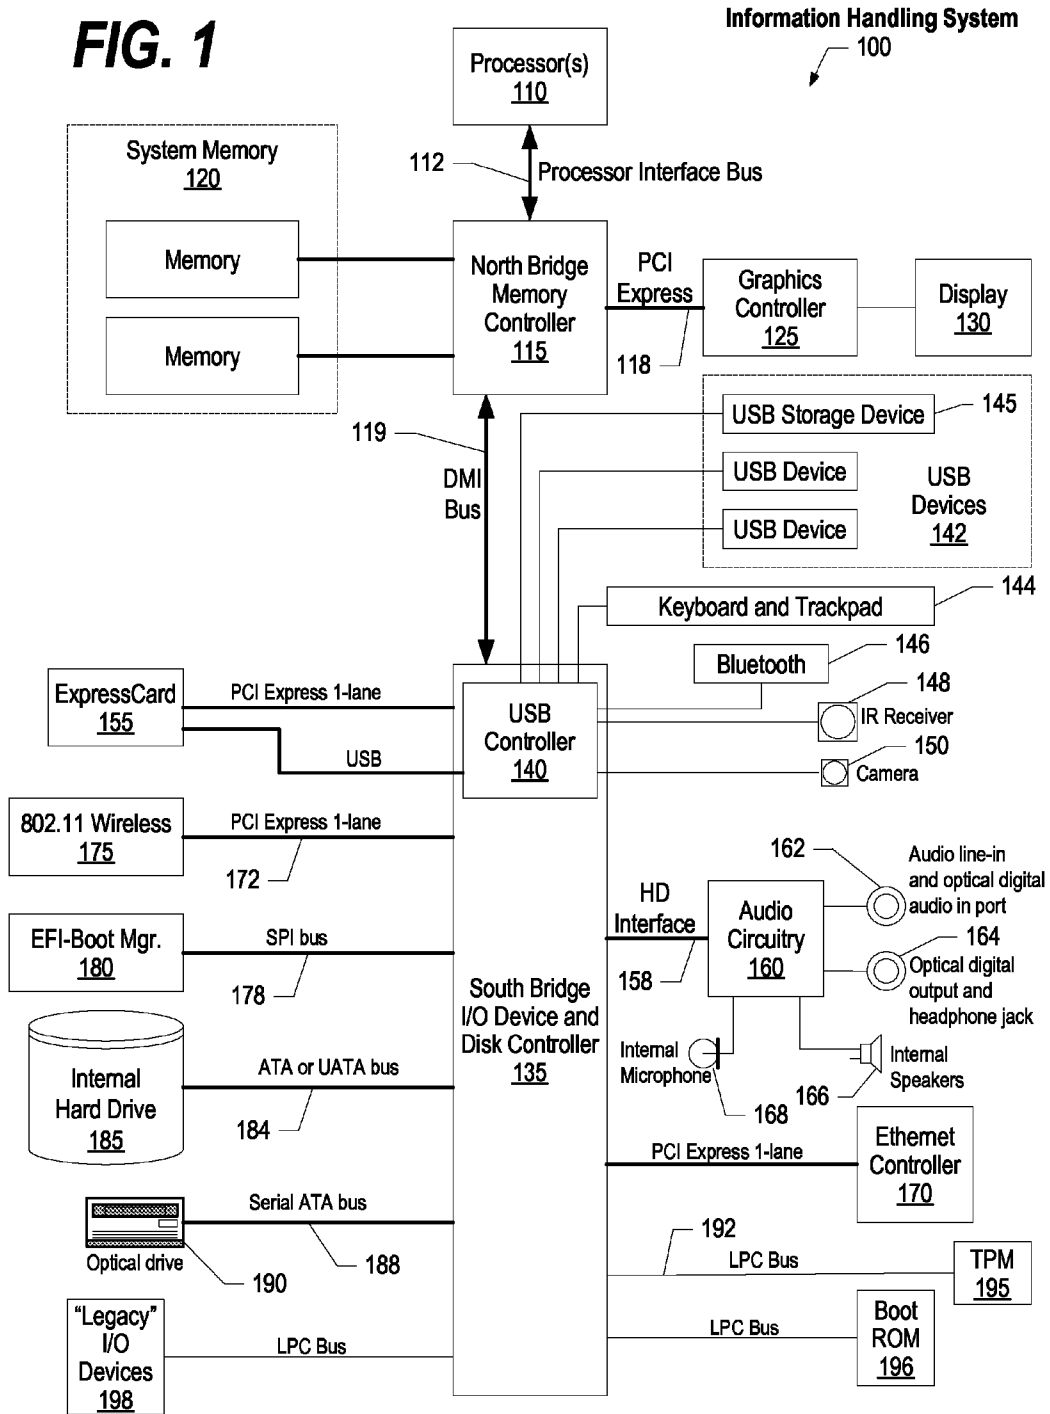 FIG. 1
Information Handling System
100
Processor(s)
110
112
Processor Interface Bus
System Memory
120
Memory
Memory
North Bridge
Memory
Controller
115
PCI
Express
118
Graphics
Controller
125
Display
130
119
DMI
Bus
USB Storage Device
145
USB Device
USB Device
USB
Devices
142
Keyboard and Trackpad
144
Bluetooth
146
148
IR Receiver
150
Camera
USB
Controller
140
ExpressCard
155
PCI Express 1-lane
USB
802.11 Wireless
175
PCI Express 1-lane
172
EFI-Boot Mgr.
180
SPI bus
178
Internal
Hard Drive
185
ATA or UATA bus
184
Optical drive
190
Serial ATA bus
188
"Legacy"
I/O
Devices
198
LPC Bus
South Bridge
I/O Device and
Disk Controller
135
HD
Interface
158
Audio
Circuitry
160
162
Audio line-in
and optical digital
audio in port
164
Optical digital
output and
headphone jack
Internal
Microphone
168
166
Internal
Speakers
PCI Express 1-lane
Ethernet
Controller
170
192
LPC Bus
TPM
195
LPC Bus
Boot
ROM
196